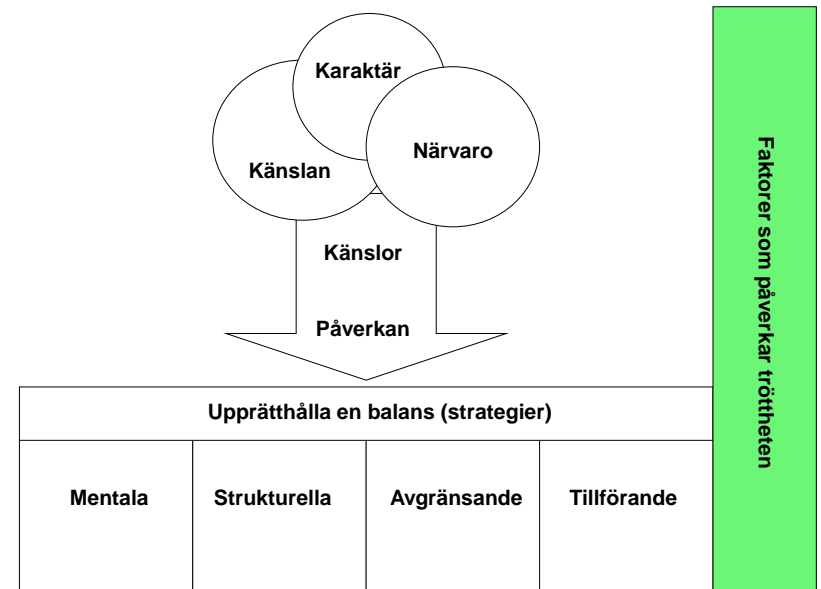 Karaktär
Känslan
Närvaro
Känslor
Påverkan
Upprätthålla en balans (strategier)
Mentala
Strukturella
Avgränsande
Tillförande
Faktorer som påverkar tröttheten